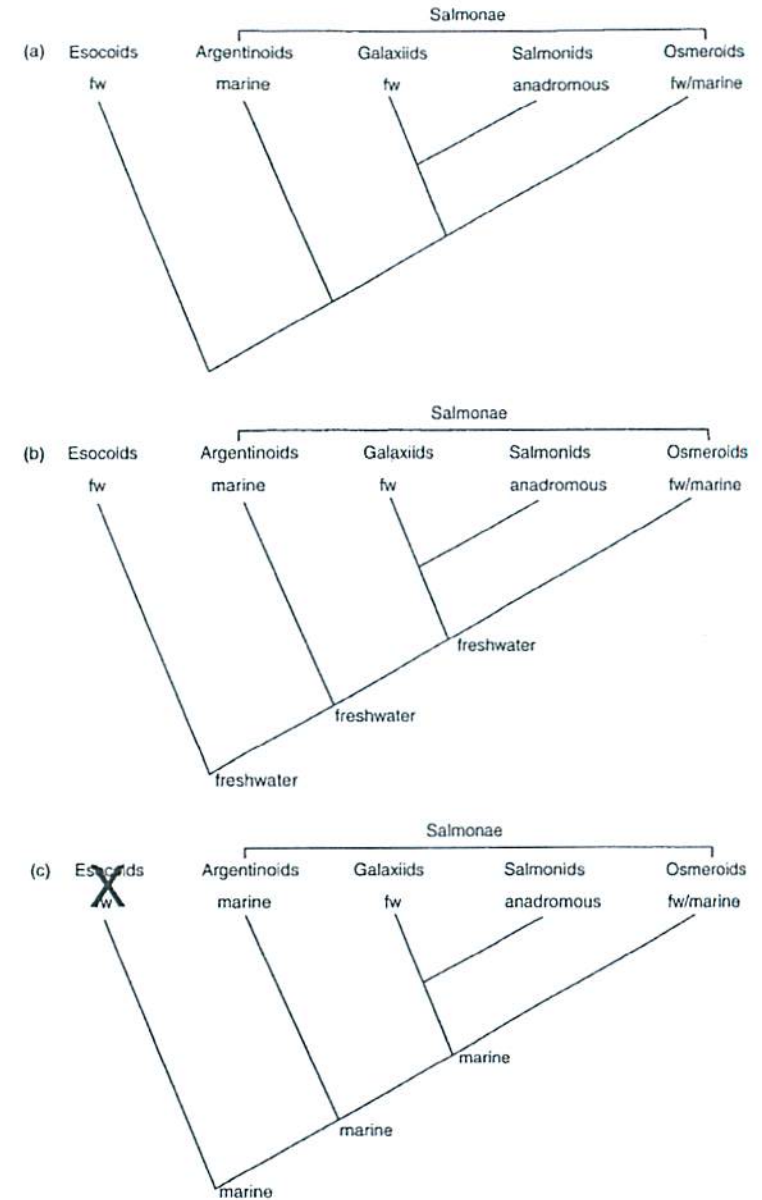 Salmonae
(a) Esocoids Argentinoids Galaxiids Salmonids Osmeroids
fw marine fw anadromous fw/marine
Salmonae
(b) Esocoids Argentinoids Galaxiids Salmonids Osmeroids
fw marine fw anadromous fw/marine
freshwater
freshwater
freshwater
Salmonae
(c) Esocoids Argentinoids Galaxiids Salmonids Osmeroids
fw marine fw anadromous fw/marine
marine
marine
marine